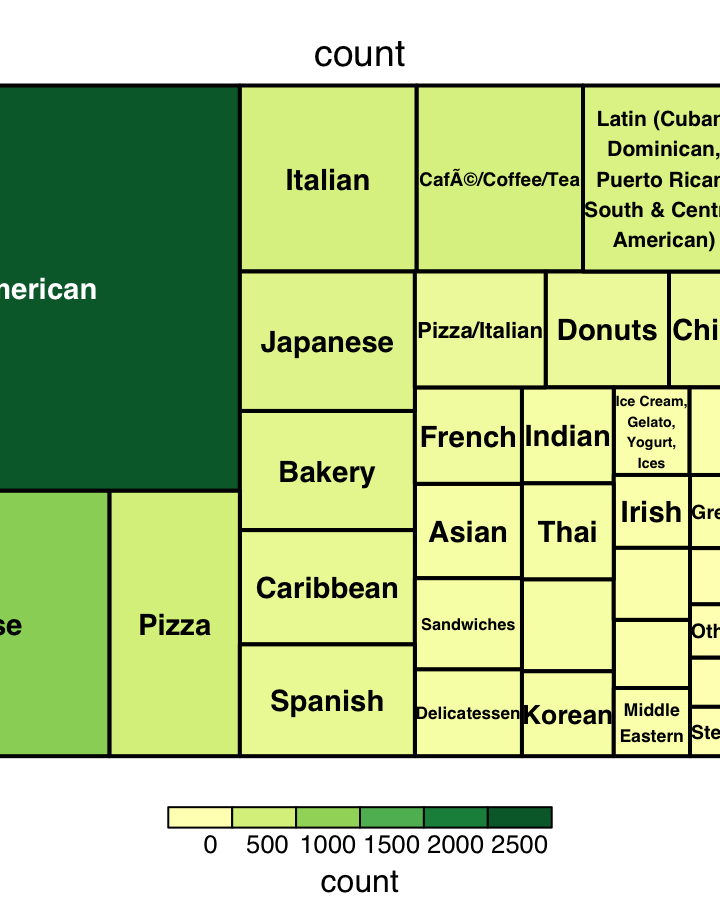 count
Italian
CafÃ©/Coffee/Tea
Latin (Cuban
Dominican,
Puerto Rican
South & Centr
American)
merican
Japanese
Pizza/Italian
Donuts
Chi
Bakery
French
Indian
Ice Cream,
Gelato,
Yogurt,
Ices
Asian
Thai
Irish
Gre
se
Pizza
Caribbean
Sandwiches
Oth
Spanish
Delicatessen
Korean
Middle
Eastern
Ste
0 500 1000 1500 2000 2500
count